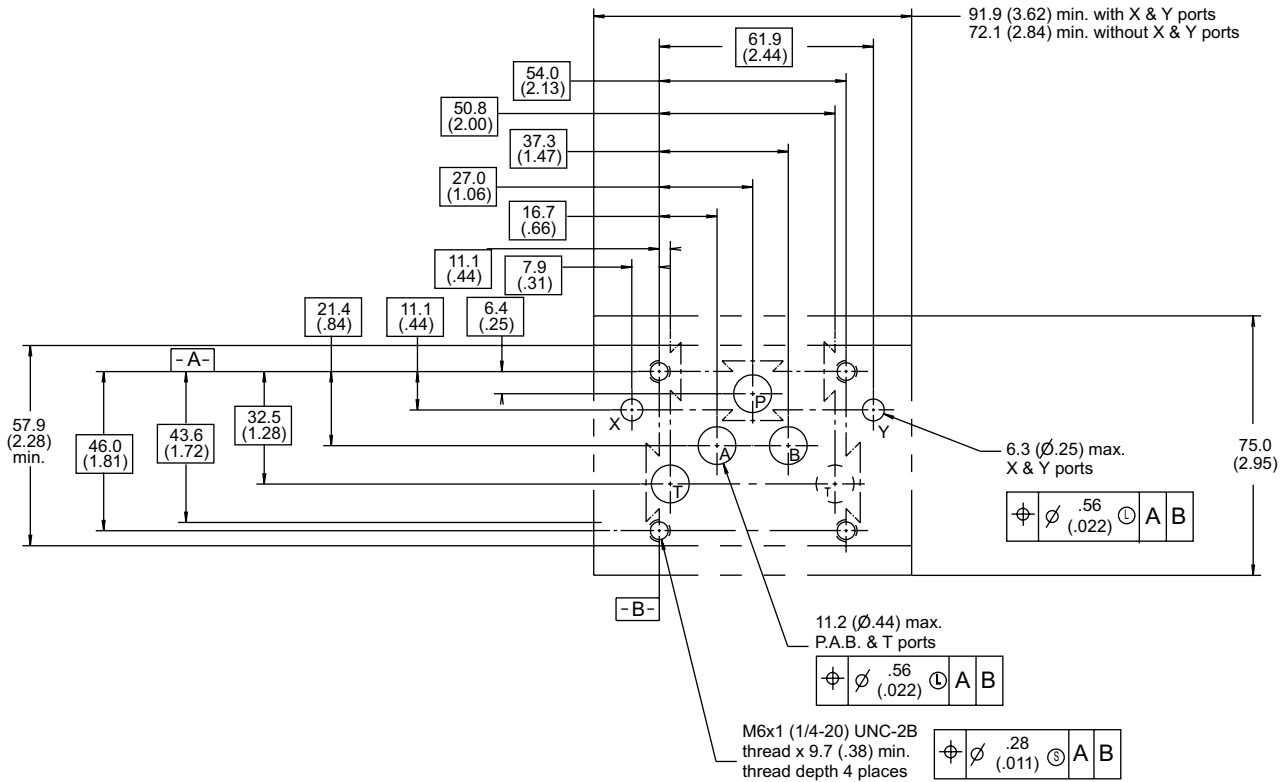 91.9 (3.62) min. with X & Y ports
72.1 (2.84) min. without X & Y ports
61.9
(2.44)
54.0
(2.13)
50.8
(2.00)
37.3
(1.47)
27.0
(1.06)
16.7
(.66)
11.1
(.44)
7.9
(.31)
21.4
(.84)
11.1
(.44)
6.4
(.25)
-A-
57.9
(2.28)
min.
46.0
(1.81)
43.6
(1.72)
32.5
(1.28)
P
X
Y
A
B
T
T
6.3 (Ø.25) max.
X & Y ports
75.0
(2.95)
⌖ Ø .56 Ⓛ A B
(.022)
-B-
11.2 (Ø.44) max.
P.A.B. & T ports
⌖ Ø .56 Ⓛ A B
(.022)
M6x1 (1/4-20) UNC-2B
thread x 9.7 (.38) min.
thread depth 4 places
⌖ Ø .28 Ⓢ A B
(.011)